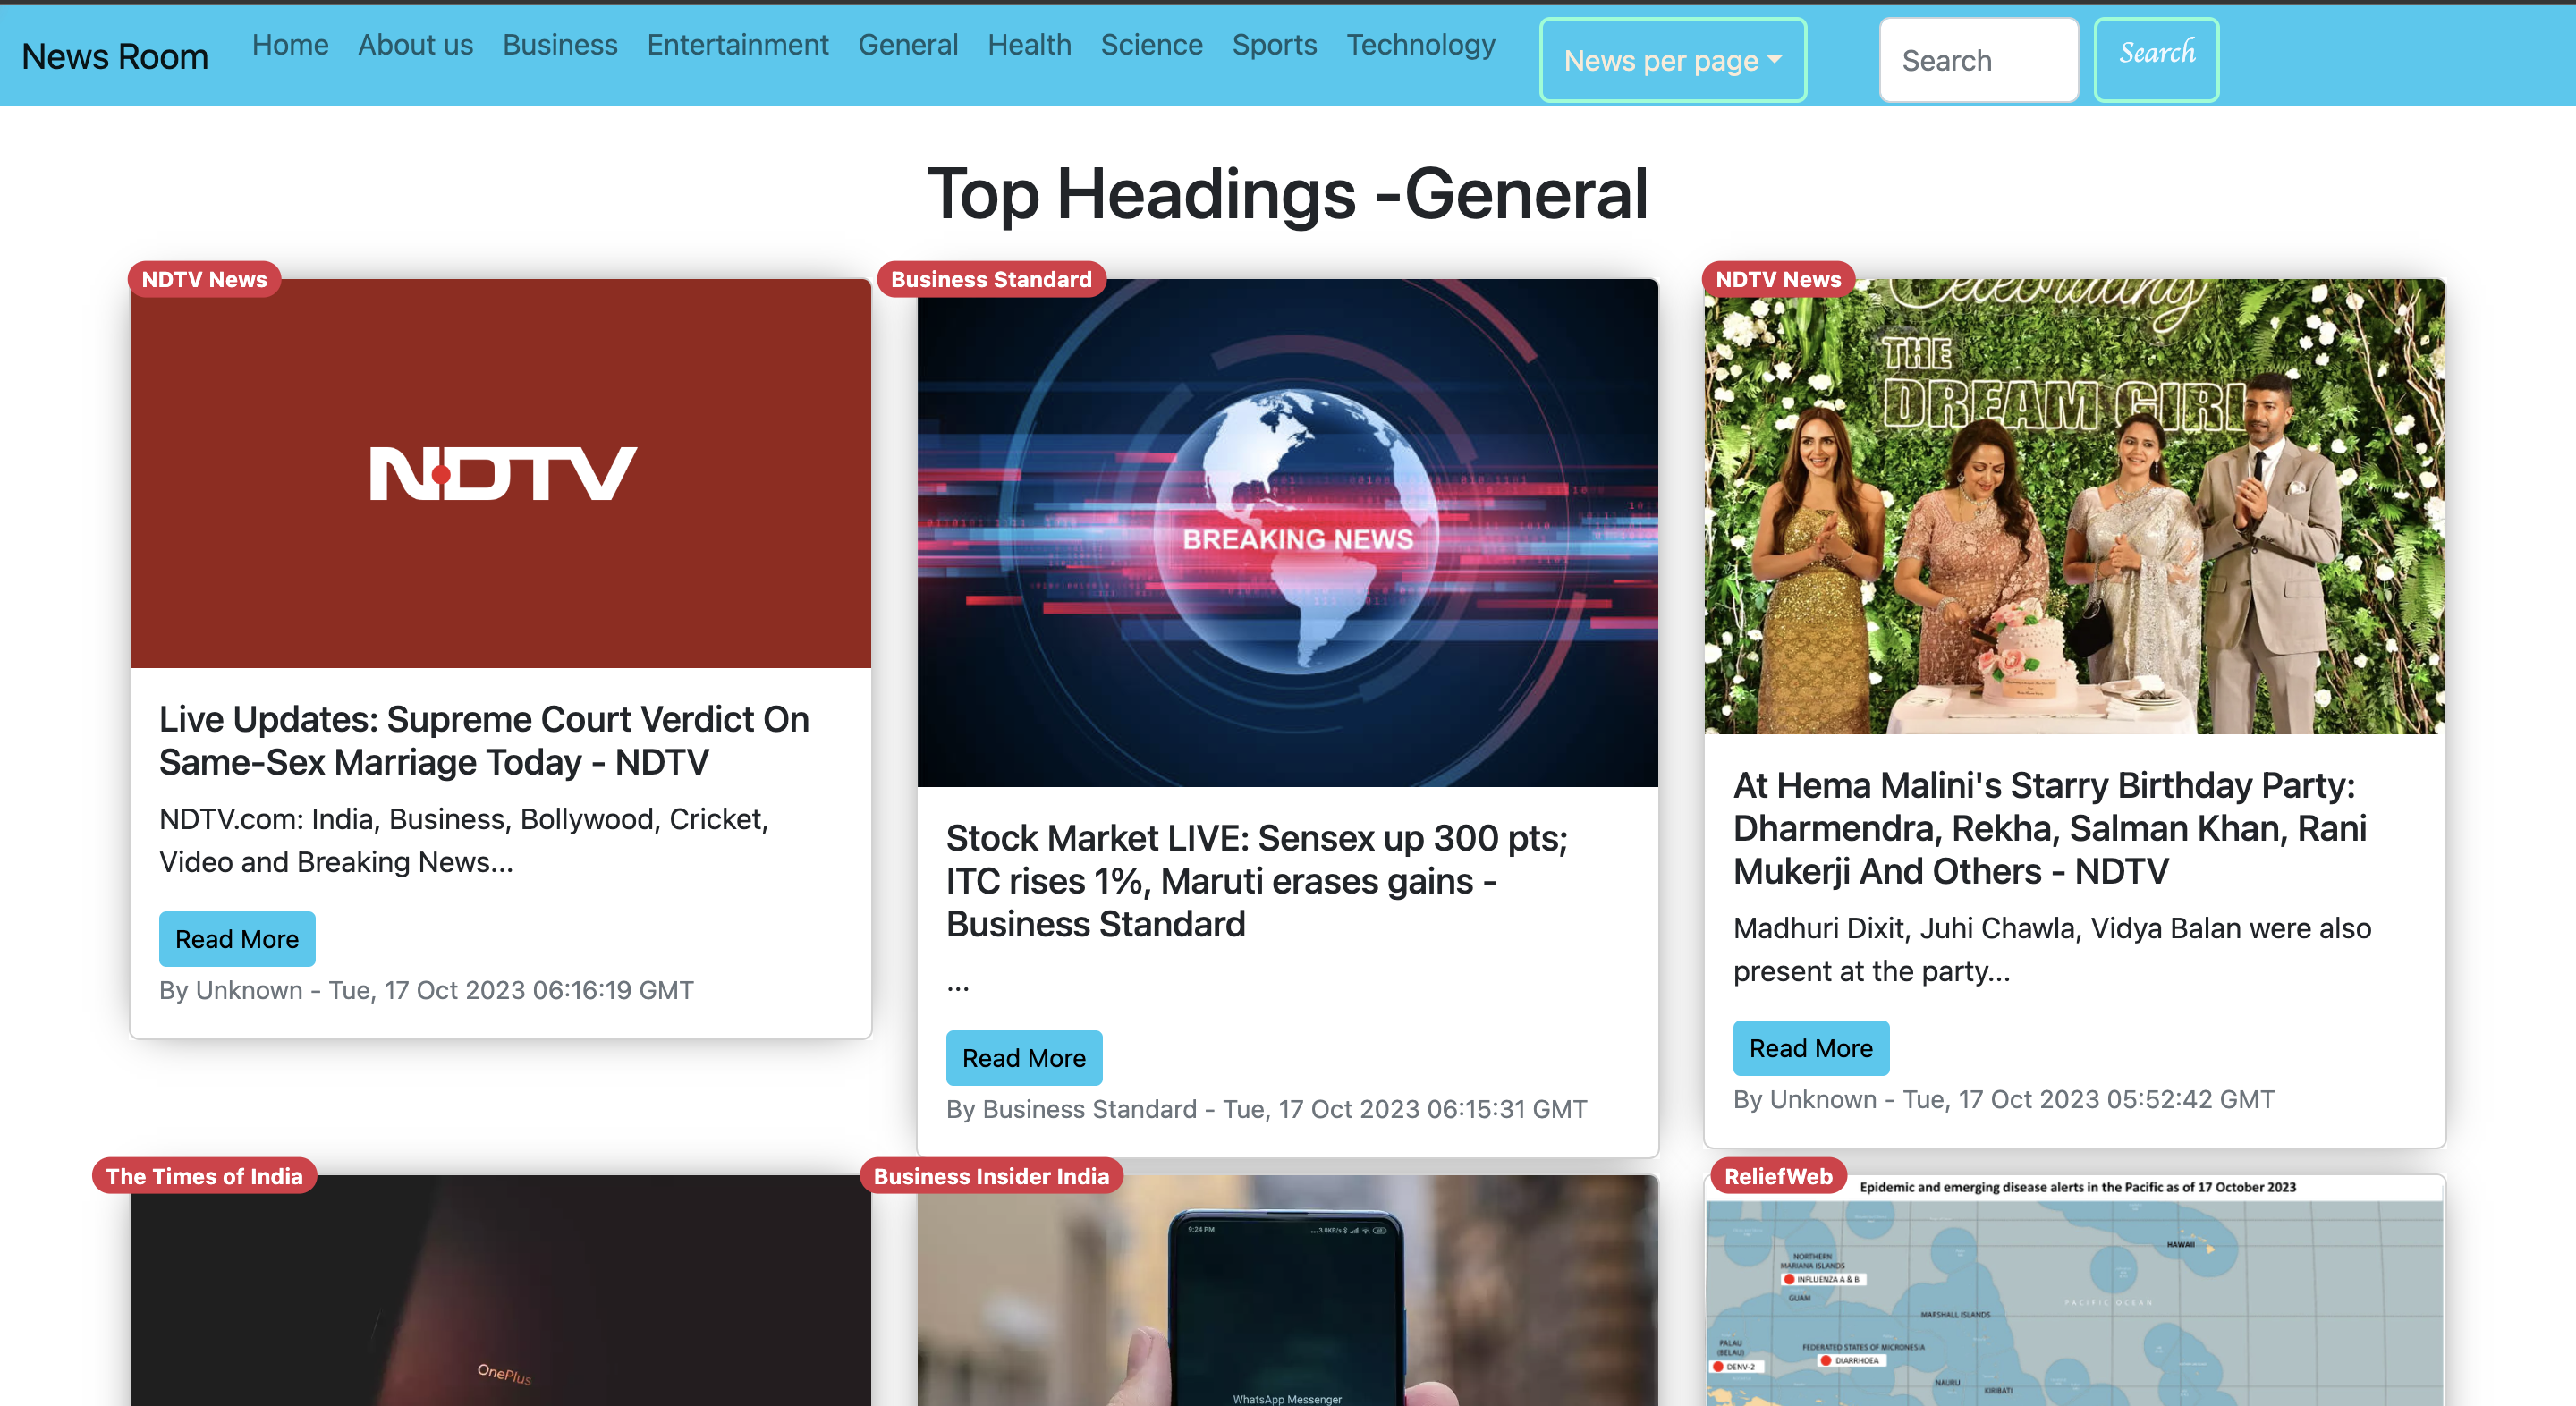 News Room
Home
About us
Business
Entertainment
General
Health
Science
Sports
Technology
News per page
Search
Search
Top Headings -General
NDTV News
NDTV
Live Updates: Supreme Court Verdict On
Same-Sex Marriage Today - NDTV
NDTV.com: India, Business, Bollywood, Cricket,
Video and Breaking News...
Read More
By Unknown - Tue, 17 Oct 2023 06:16:19 GMT
Business Standard
BREAKING NEWS
Stock Market LIVE: Sensex up 300 pts;
ITC rises 1%, Maruti erases gains -
Business Standard
...
Read More
By Business Standard - Tue, 17 Oct 2023 06:15:31 GMT
NDTV News
Celebrating
THE
DREAM GIRL
At Hema Malini's Starry Birthday Party:
Dharmendra, Rekha, Salman Khan, Rani
Mukerji And Others - NDTV
Madhuri Dixit, Juhi Chawla, Vidya Balan were also
present at the party...
Read More
By Unknown - Tue, 17 Oct 2023 05:52:42 GMT
The Times of India
OnePlus
Business Insider India
9:24 PM
WhatsApp Messenger
ReliefWeb
Epidemic and emerging disease alerts in the Pacific as of 17 October 2023
HAWAII
NORTHERN
MARIANA ISLANDS
INFLUENZA A & B
GUAM
PACIFIC OCEAN
MARSHALL ISLANDS
PALAU
(BELAU)
DENV-2
FEDERATED STATES OF MICRONESIA
DIARRHOEA
NAURU
KIRIBATI